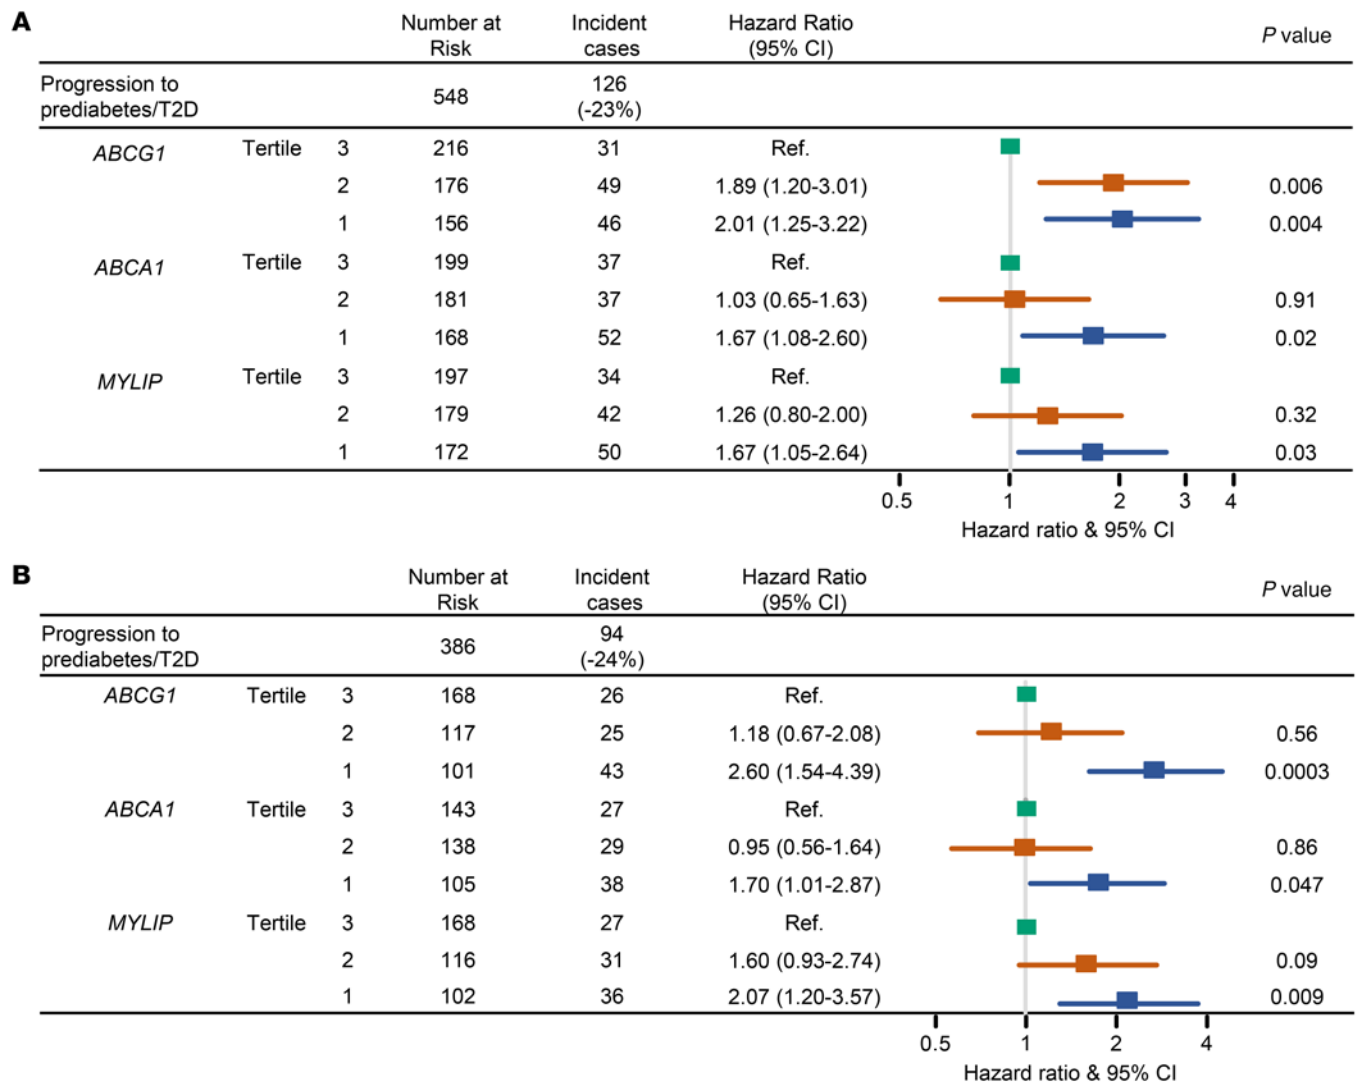 A
Number at Risk Incident cases Hazard Ratio (95% CI) P value
Progression to prediabetes/T2D 548 126 (-23%)
ABCG1 Tertile 3 216 31 Ref.
2 176 49 1.89 (1.20-3.01) 0.006
1 156 46 2.01 (1.25-3.22) 0.004
ABCA1 Tertile 3 199 37 Ref.
2 181 37 1.03 (0.65-1.63) 0.91
1 168 52 1.67 (1.08-2.60) 0.02
MYLIP Tertile 3 197 34 Ref.
2 179 42 1.26 (0.80-2.00) 0.32
1 172 50 1.67 (1.05-2.64) 0.03
0.5 1 2 3 4
Hazard ratio & 95% CI
B
Number at Risk Incident cases Hazard Ratio (95% CI) P value
Progression to prediabetes/T2D 386 94 (-24%)
ABCG1 Tertile 3 168 26 Ref.
2 117 25 1.18 (0.67-2.08) 0.56
1 101 43 2.60 (1.54-4.39) 0.0003
ABCA1 Tertile 3 143 27 Ref.
2 138 29 0.95 (0.56-1.64) 0.86
1 105 38 1.70 (1.01-2.87) 0.047
MYLIP Tertile 3 168 27 Ref.
2 116 31 1.60 (0.93-2.74) 0.09
1 102 36 2.07 (1.20-3.57) 0.009
0.5 1 2 4
Hazard ratio & 95% CI